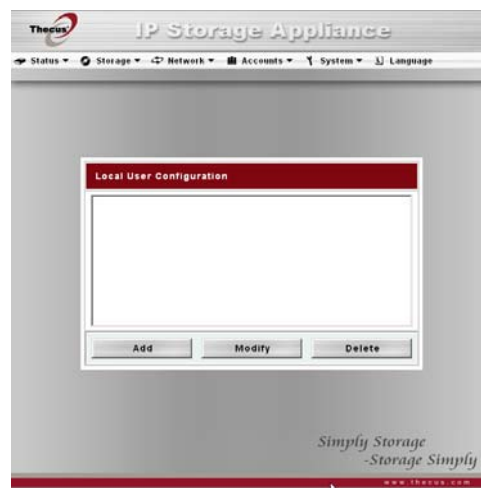 Thecus
IP Storage Appliance
Status Storage Network Accounts System Language
Local User Configuration
Add Modify Delete
Simply Storage
-Storage Simply
www.thecus.com